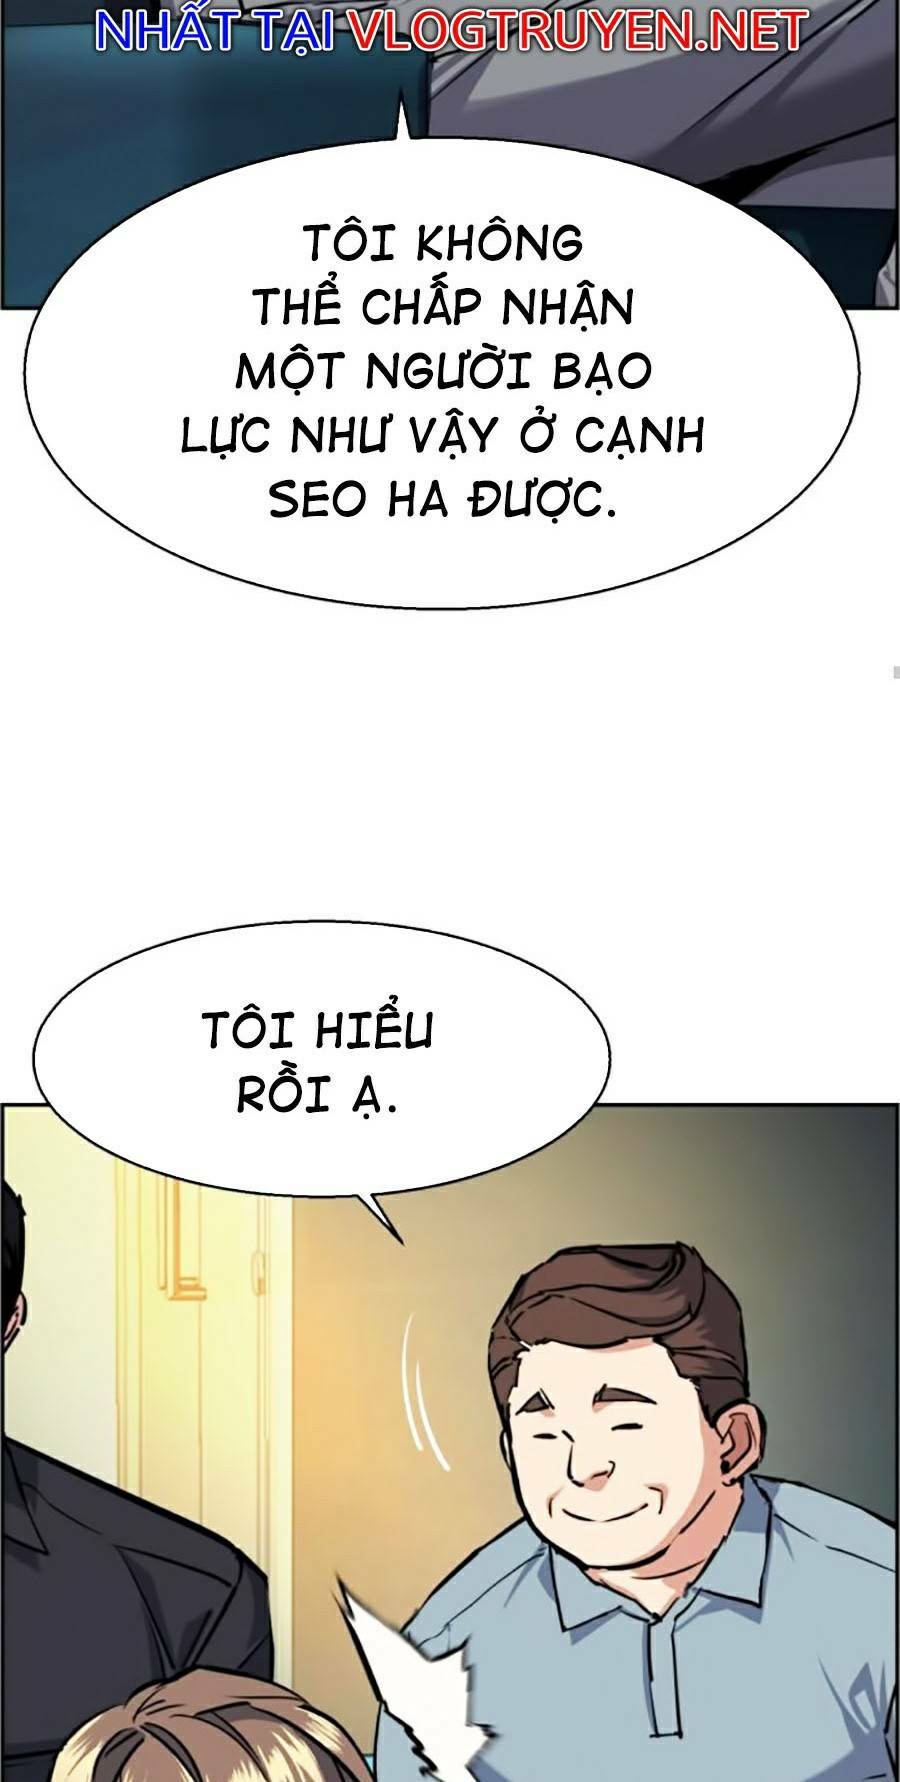 NHẤT TẠI VLOGTRUYEN.NET
TÔI KHÔNG
THỂ CHẤP NHẬN
MỘT NGƯỜI BẠO
LỰC NHƯ VẬY Ở CẠNH
SEO HA ĐƯỢC.
TÔI HIỂU
RỒI Ạ.